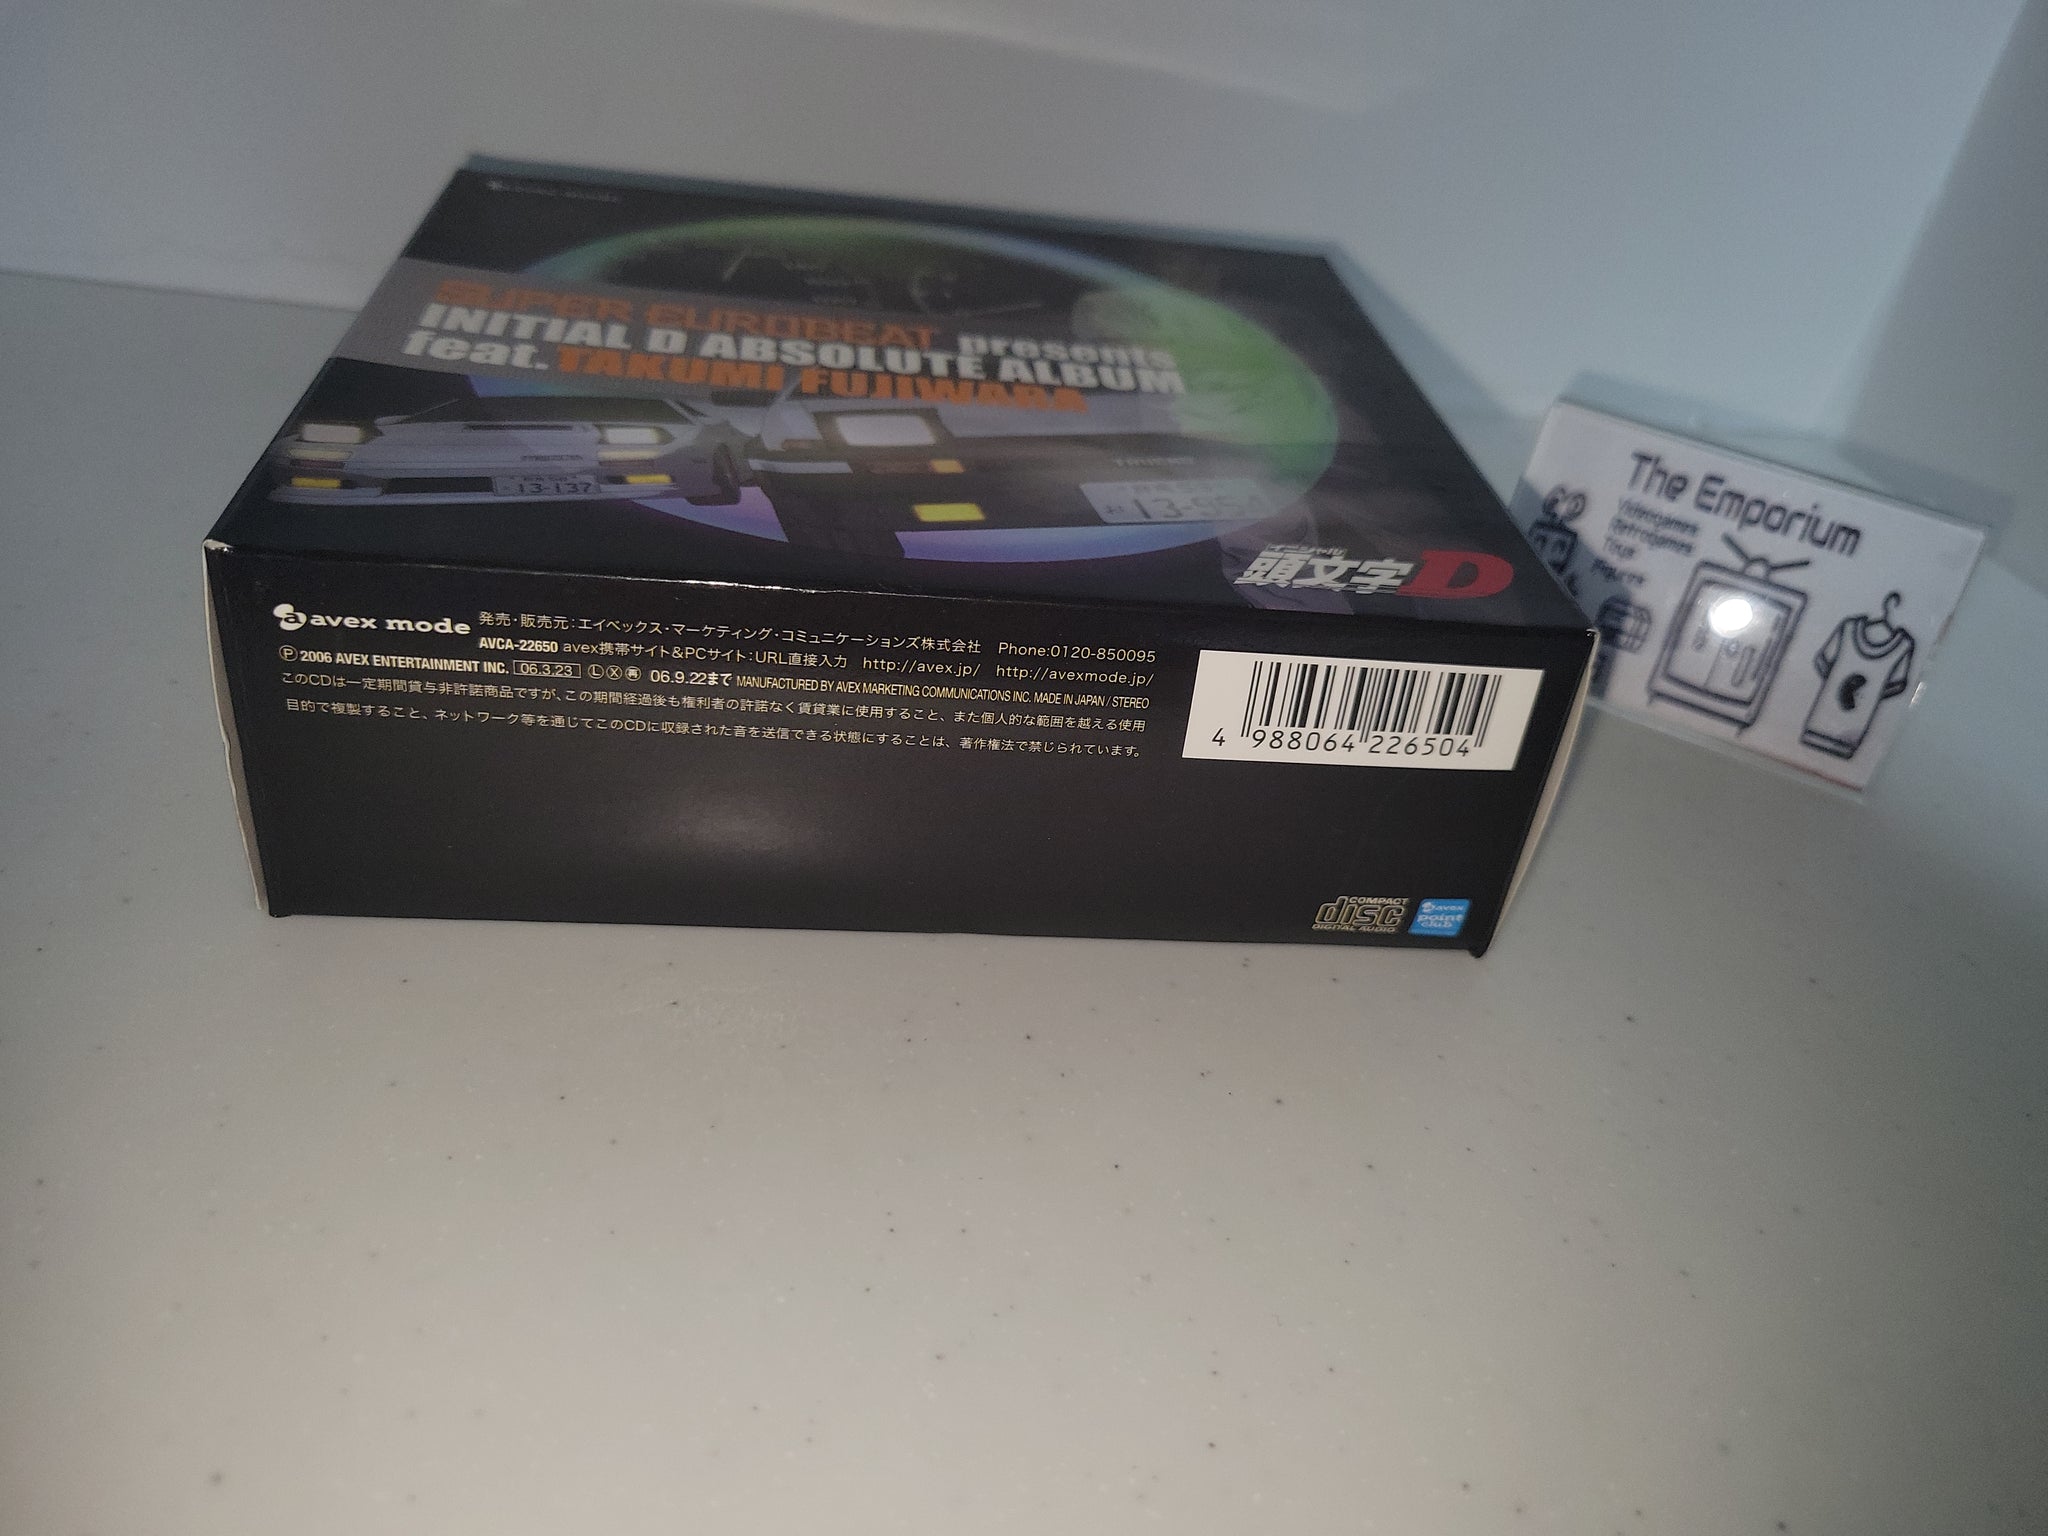 SUPER EUROBEAT presents
INITIAL D ABSOLUTE ALBUM
feat. TAKUMI FUJIWARA
13-137
13-954
イニシャル
頭文字D
avex mode
発売・販売元：エイベックス・マーケティング・コミュニケーションズ株式会社 Phone:0120-850095
AVCA-22650 avex携帯サイト&PCサイト：URL直接入力 http://avex.jp/ http://avexmode.jp/
Ⓟ2006 AVEX ENTERTAINMENT INC. 06.3.23 Ⓛ Ⓧ 06.9.22まで MANUFACTURED BY AVEX MARKETING COMMUNICATIONS INC. MADE IN JAPAN / STEREO
このCDは一定期間貸与非許諾商品ですが、この期間経過後も権利者の許諾なく賃貸業に使用すること、また個人的な範囲を越える使用
目的で複製すること、ネットワーク等を通じてこのCDに収録された音を送信できる状態にすることは、著作権法で禁じられています。
4 988064 226504
COMPACT
disc
DIGITAL AUDIO
avex
point
club
The Emporium
Videogames
Retrogames
Toys
Figures